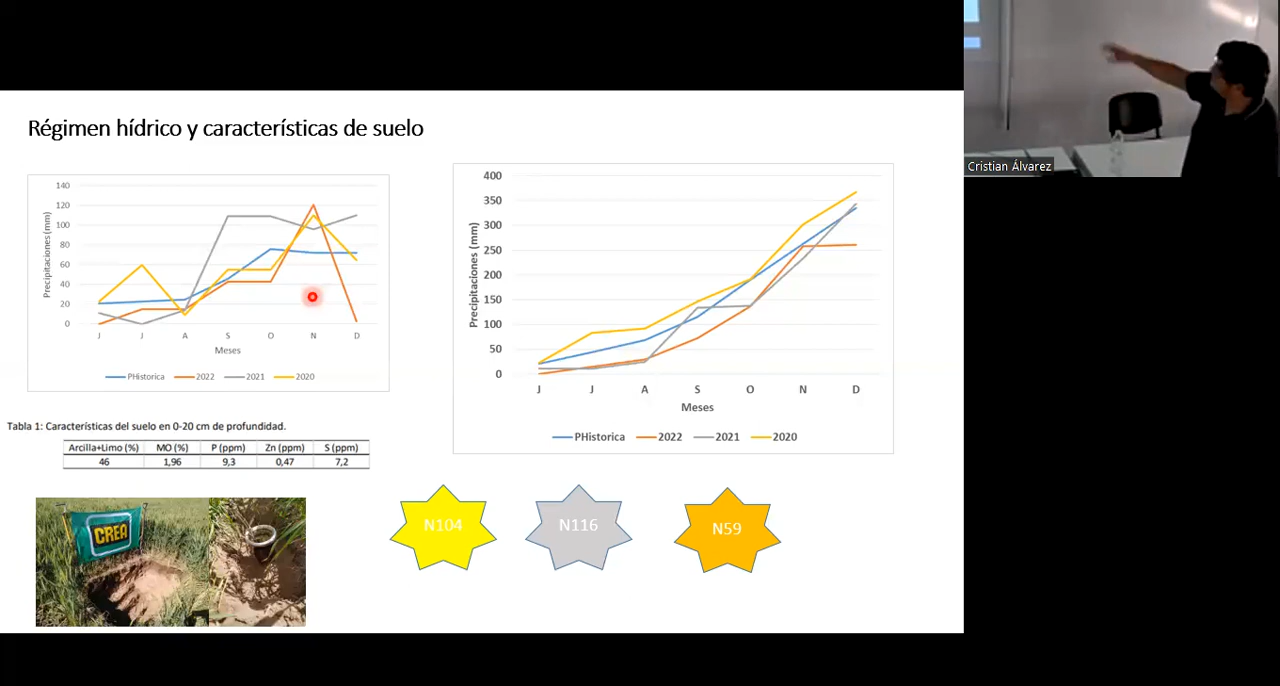 Régimen hídrico y características de suelo
140
120
100
80
60
40
20
0
Precipitaciones (mm)
J J A S O N D
Meses
PHistorica 2022 2021 2020
400
350
300
250
200
150
100
50
0
Precipitaciones (mm)
J J A S O N D
Meses
PHistorica 2022 2021 2020
Cristian Álvarez
Tabla 1: Características del suelo en 0-20 cm de profundidad.
Arcilla+Limo (%) MO (%) P (ppm) Zn (ppm) S (ppm)
46 1,96 9,3 0,47 7,2
CREA
N104
N116
N59